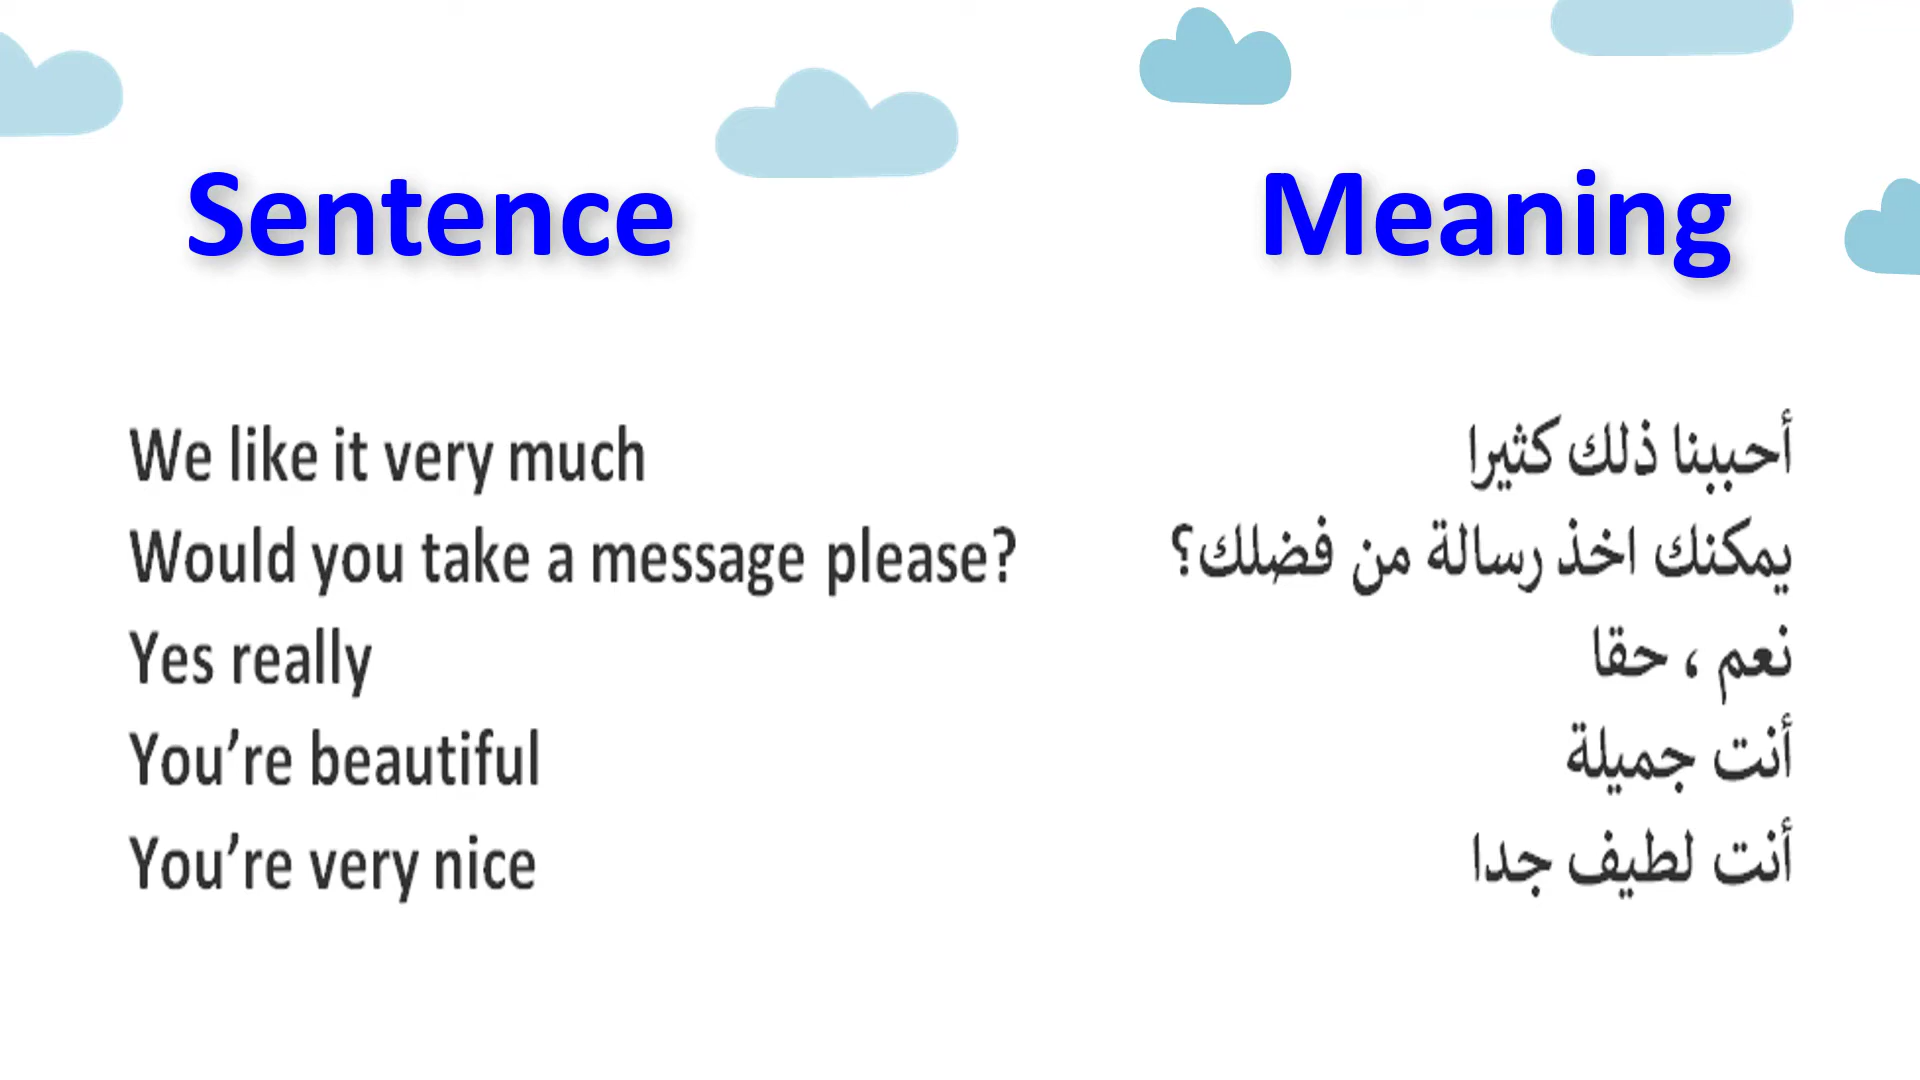 Sentence Meaning
We like it very much أحببنا ذلك كثيرا
Would you take a message please? يمكنك اخذ رسالة من فضلك؟
Yes really نعم ، حقا
You’re beautiful أنت جميلة
You’re very nice أنت لطيف جدا